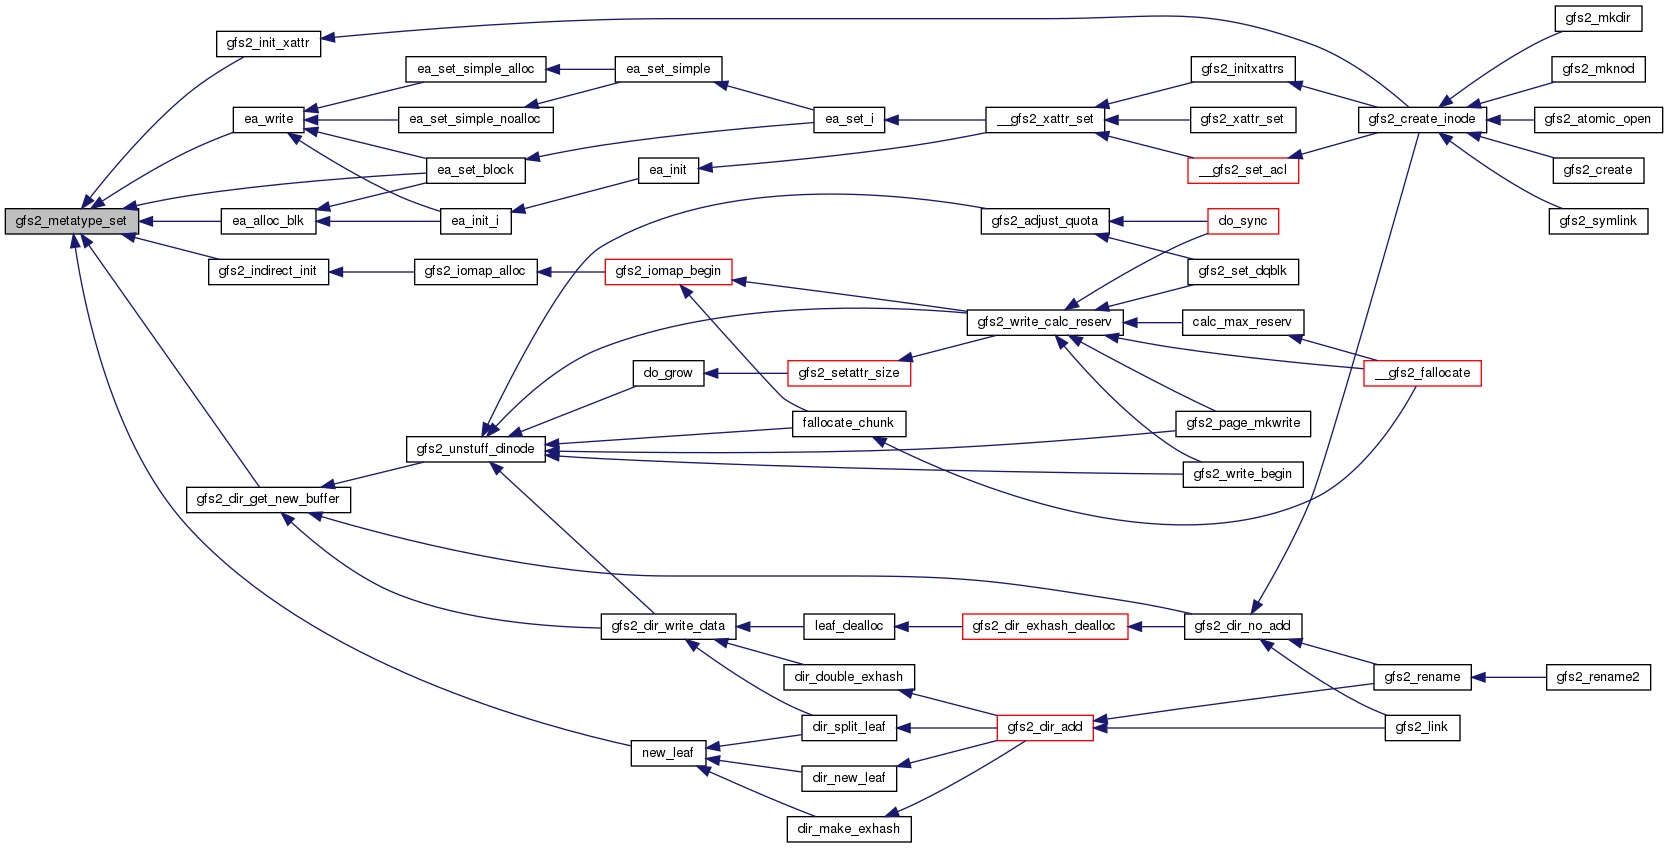 gfs2_metatype_set
gfs2_init_xattr
ea_write
ea_alloc_blk
gfs2_indirect_init
gfs2_dir_get_new_buffer
ea_set_simple_alloc
ea_set_simple_noalloc
ea_set_block
ea_init_i
gfs2_iomap_alloc
gfs2_unstuff_dinode
ea_set_simple
ea_init
gfs2_iomap_begin
do_grow
gfs2_dir_write_data
new_leaf
ea_set_i
gfs2_setattr_size
fallocate_chunk
leaf_dealloc
dir_double_exhash
dir_split_leaf
dir_new_leaf
dir_make_exhash
__gfs2_xattr_set
gfs2_adjust_quota
gfs2_write_calc_reserv
gfs2_dir_exhash_dealloc
gfs2_dir_add
gfs2_initxattrs
gfs2_xattr_set
__gfs2_set_acl
do_sync
gfs2_set_dqblk
calc_max_reserv
gfs2_page_mkwrite
gfs2_write_begin
gfs2_dir_no_add
gfs2_create_inode
__gfs2_fallocate
gfs2_rename
gfs2_link
gfs2_mkdir
gfs2_mknod
gfs2_atomic_open
gfs2_create
gfs2_symlink
gfs2_rename2